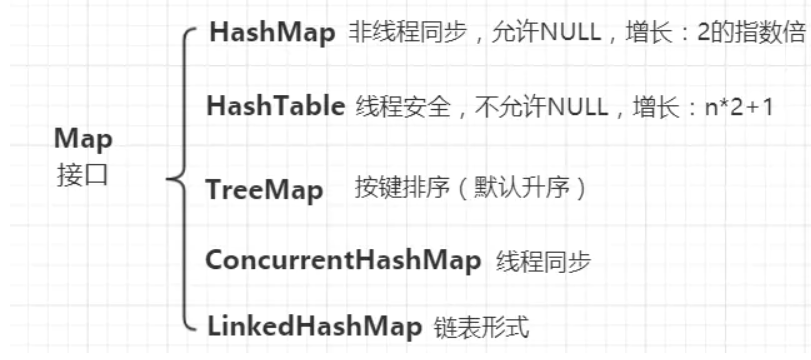 HashMap 非线程同步，允许NULL，增长：2的指数倍
HashTable 线程安全，不允许NULL，增长：n*2+1
Map
接口
TreeMap 按键排序（默认升序）
ConcurrentHashMap 线程同步
LinkedHashMap 链表形式